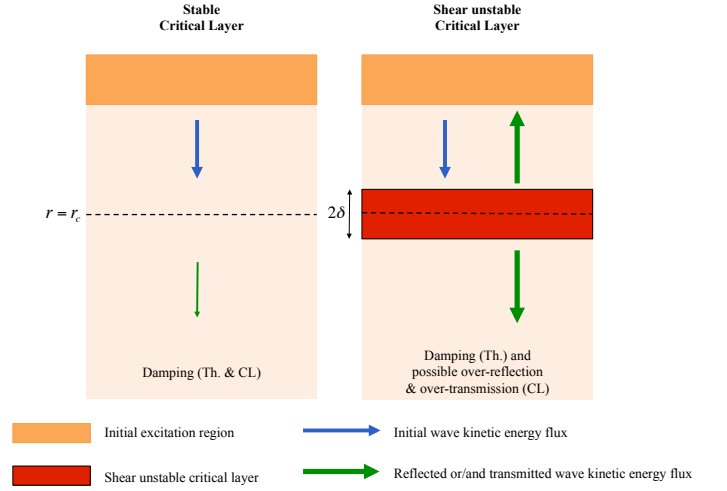 Stable
Critical Layer
Shear unstable
Critical Layer
r = r_c
2δ
Damping (Th. & CL)
Damping (Th.) and
possible over-reflection
& over-transmission (CL)
Initial excitation region
Initial wave kinetic energy flux
Shear unstable critical layer
Reflected or/and transmitted wave kinetic energy flux